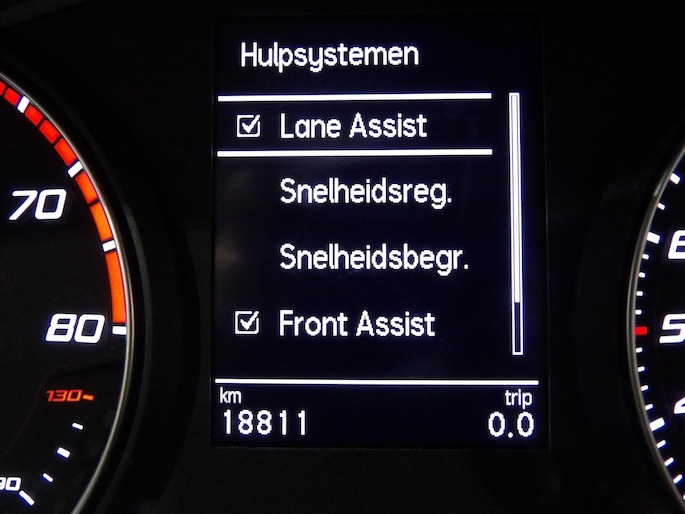 Hulpsystemen
Lane Assist
Snelheidsreg.
Snelheidsbegr.
Front Assist
km
trip
18811
0.0
70
80
130